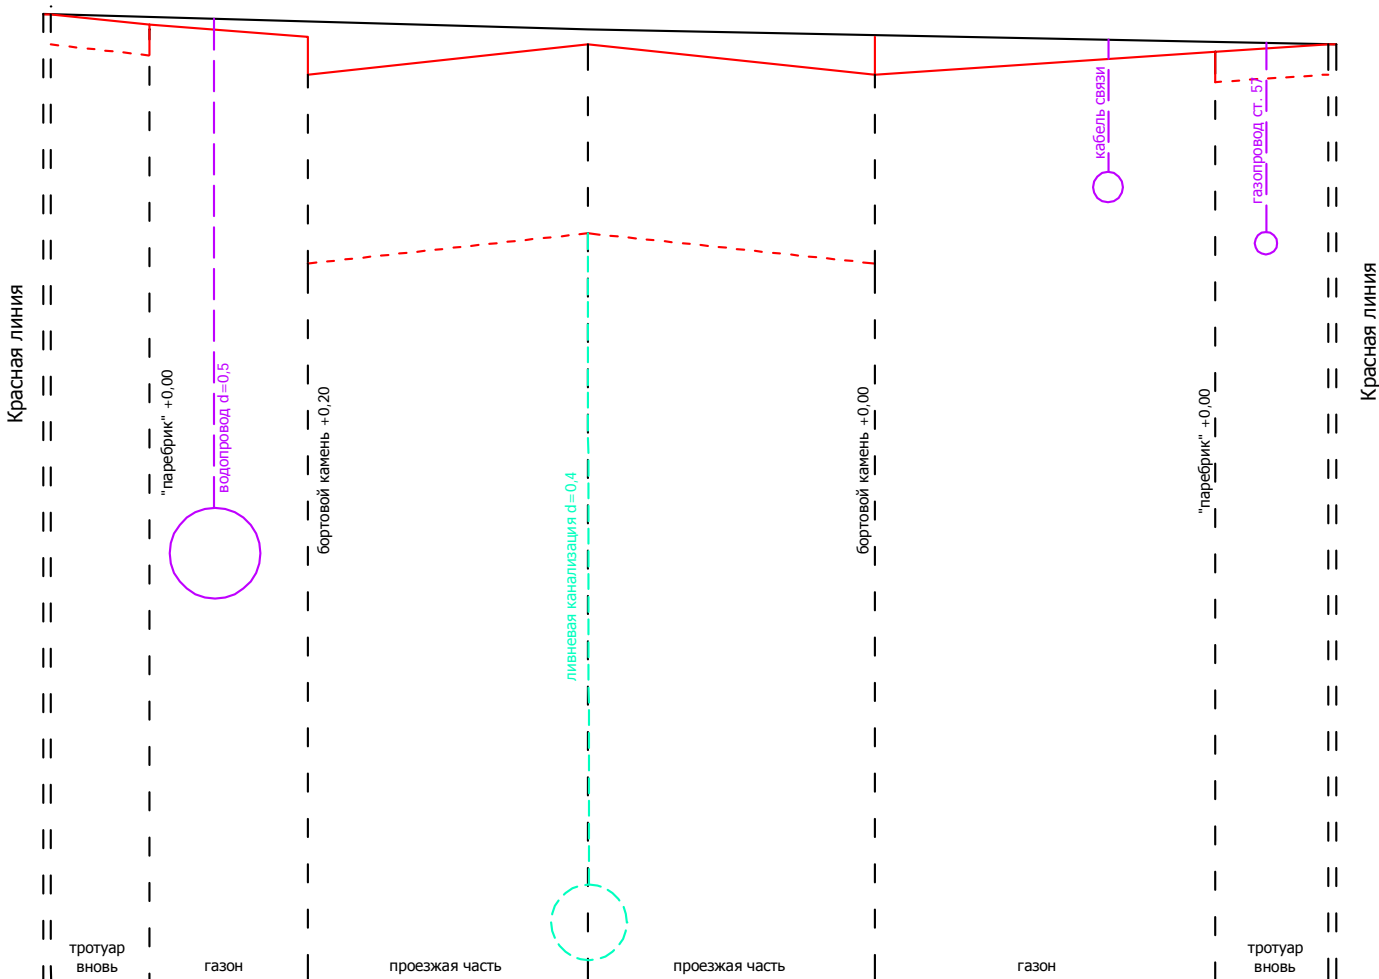 Красная линия
"паребрик" +0,00
водопровод d=0,5
бортовой камень +0,20
ливневая канализация d=0,4
бортовой камень +0,00
кабель связи
"паребрик" +0,00
газопровод ст. 57
Красная линия
тротуар
вновь
газон
проезжая часть
проезжая часть
газон
тротуар
вновь